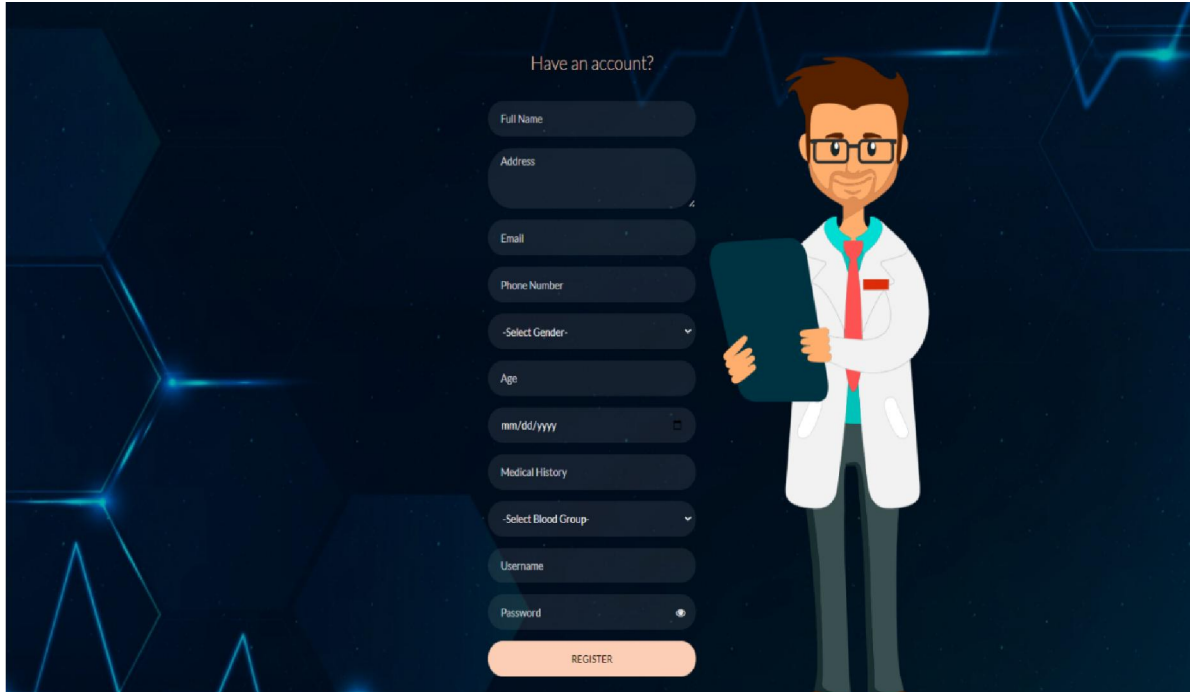 Have an account?
Full Name
Address
Email
Phone Number
-Select Gender-
Age
mm/dd/yyyy
Medical History
-Select Blood Group-
Username
Password
REGISTER